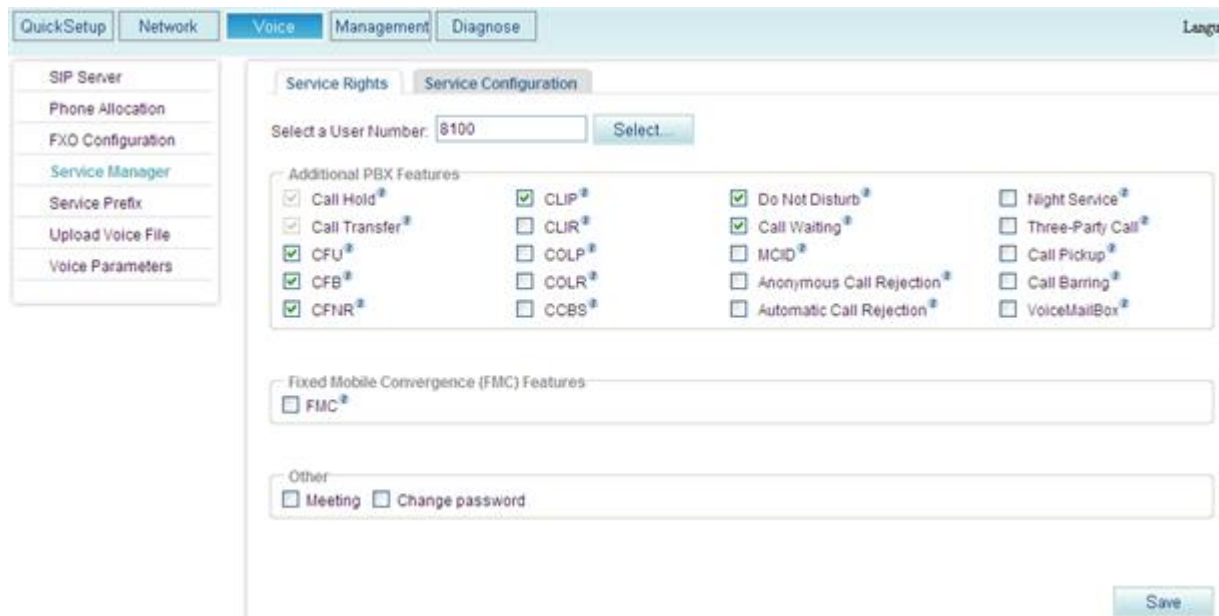 QuickSetup Network Voice Management Diagnose
SIP Server
Phone Allocation
FXO Configuration
Service Manager
Service Prefix
Upload Voice File
Voice Parameters
Service Rights Service Configuration
Select a User Number: 8100 Select...
Additional PBX Features
Call Hold CLIP Do Not Disturb Night Service
Call Transfer CLIR Call Waiting Three-Party Call
CFU COLP MCID Call Pickup
CFB COLR Anonymous Call Rejection Call Barring
CFNR CCBS Automatic Call Rejection VoiceMailBox
Fixed Mobile Convergence (FMC) Features
FMC
Other
Meeting Change password
Save